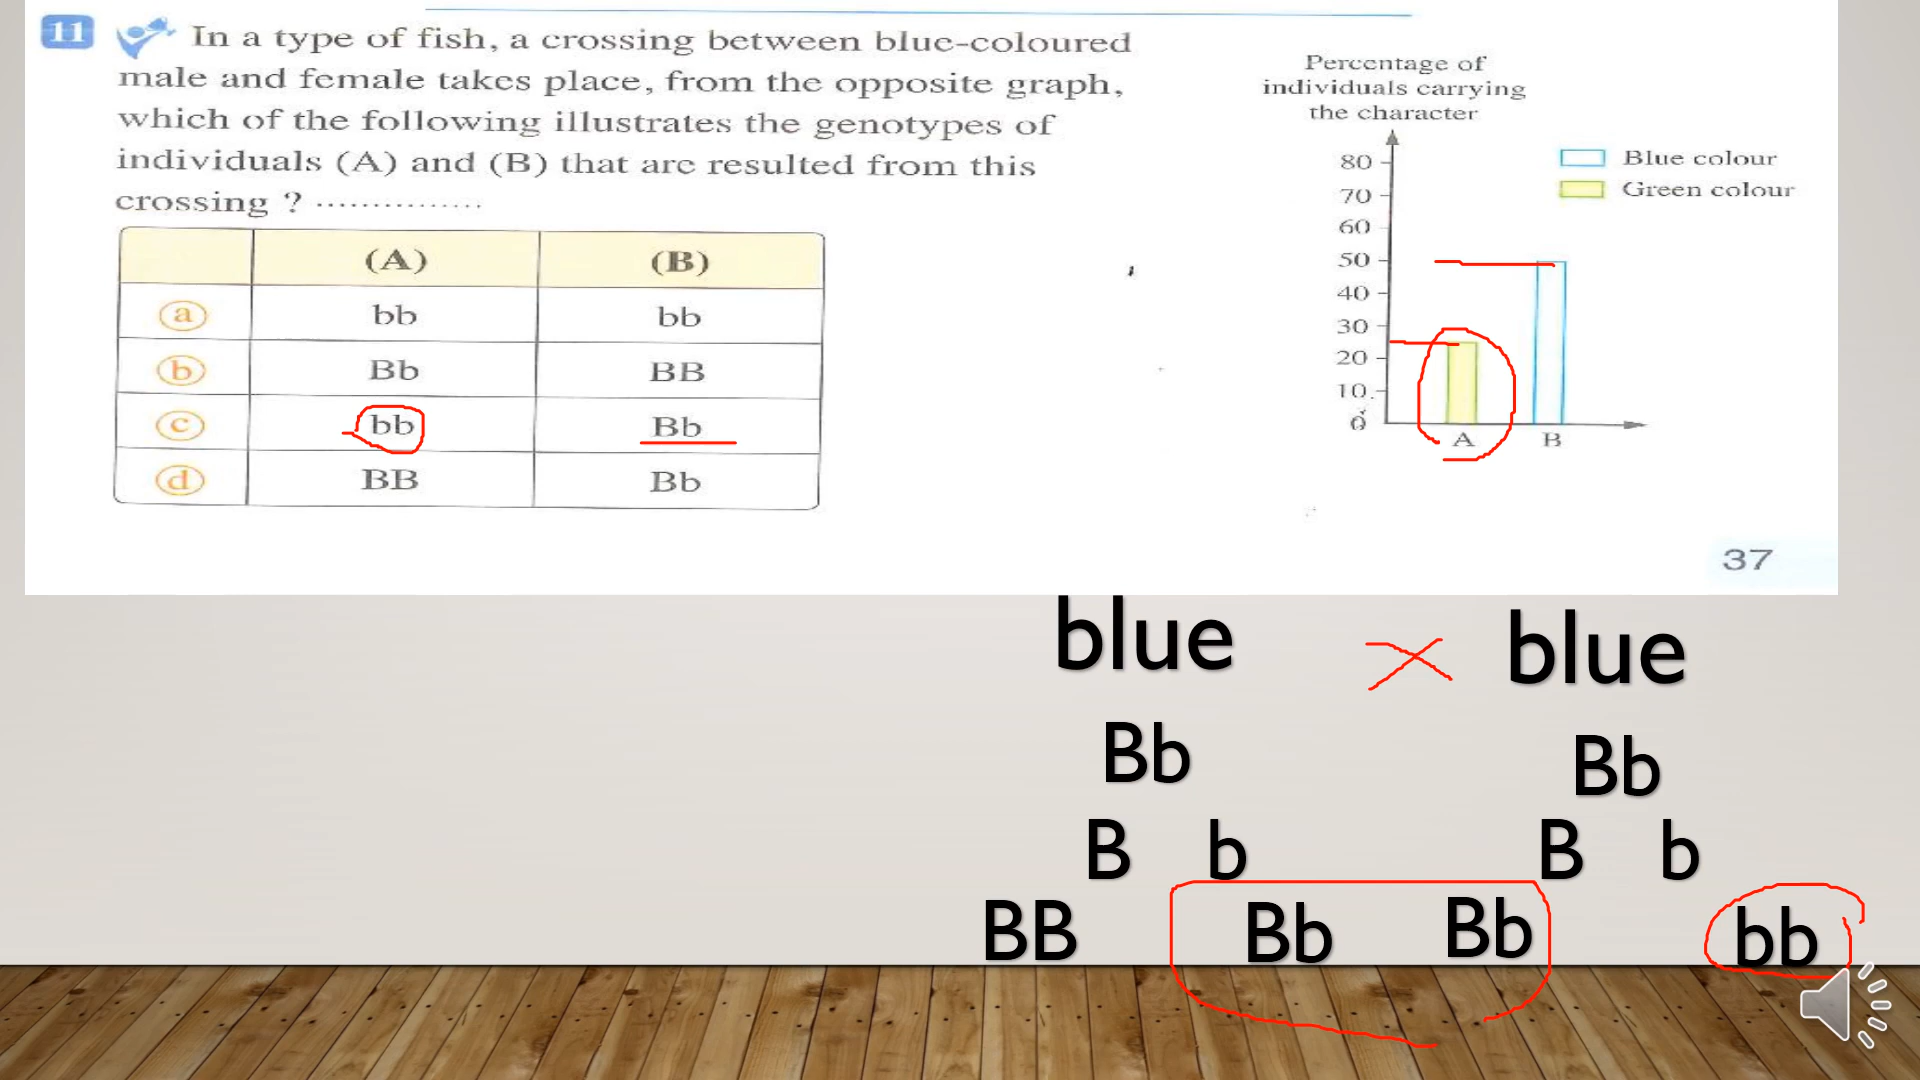 11 In a type of fish, a crossing between blue-coloured
male and female takes place, from the opposite graph,
which of the following illustrates the genotypes of
individuals (A) and (B) that are resulted from this
crossing ? ...............
(A) (B)
a bb bb
b Bb BB
c bb Bb
d BB Bb
Percentage of
individuals carrying
the character
80
70
60
50
40
30
20
10
0
A B
Blue colour
Green colour
37
blue × blue
Bb Bb
B b B b
BB Bb Bb bb